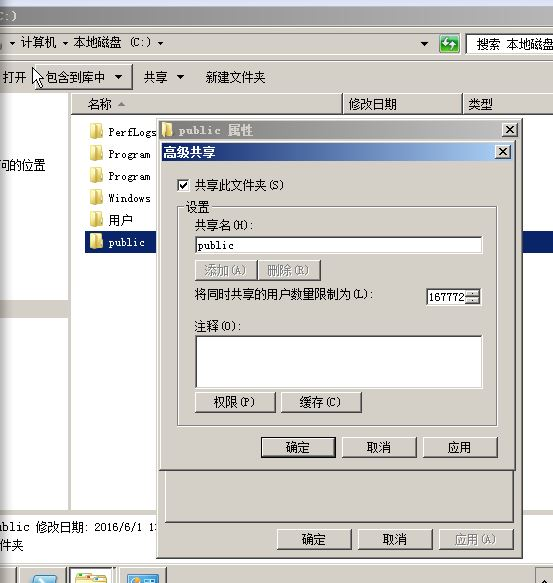 C:)
计算机 本地磁盘 (C:)
搜索 本地磁盘
打开 包含到库中 共享 新建文件夹
名称 修改日期 类型
PerfLogs
Program
Program
Windows
用户
public
问的位置
public 属性
高级共享
共享此文件夹(S)
设置
共享名(H):
public
添加(A) 删除(R)
将同时共享的用户数量限制为(L):
167772
注释(O):
权限(P) 缓存(C)
确定 取消 应用
ublic 修改日期: 2016/6/1 1
件夹
确定 取消 应用(A)